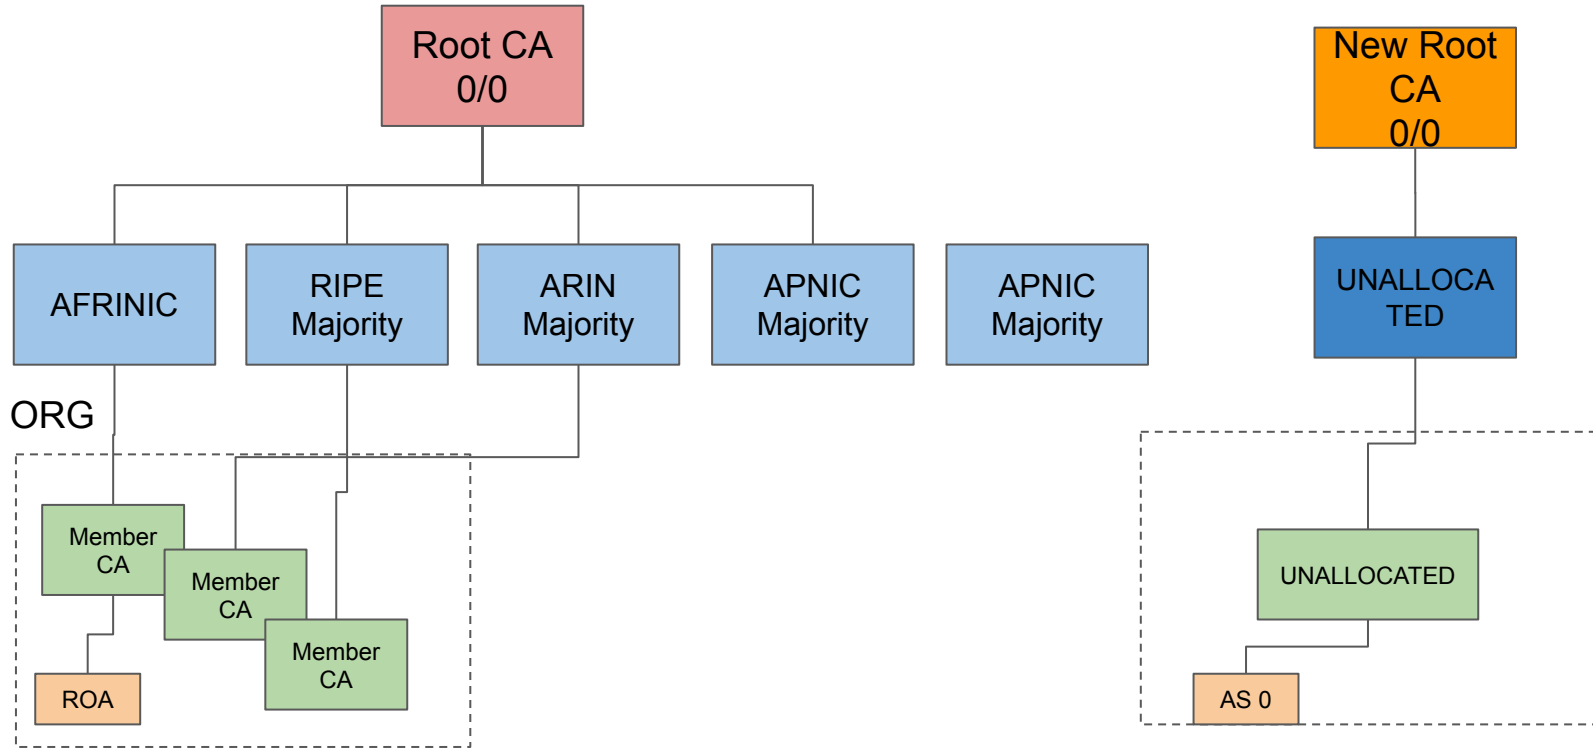 Root CA
0/0
New Root
CA
0/0
AFRINIC
RIPE
Majority
ARIN
Majority
APNIC
Majority
APNIC
Majority
UNALLOCA
TED
ORG
Member
CA
Member
CA
Member
CA
ROA
UNALLOCATED
AS 0